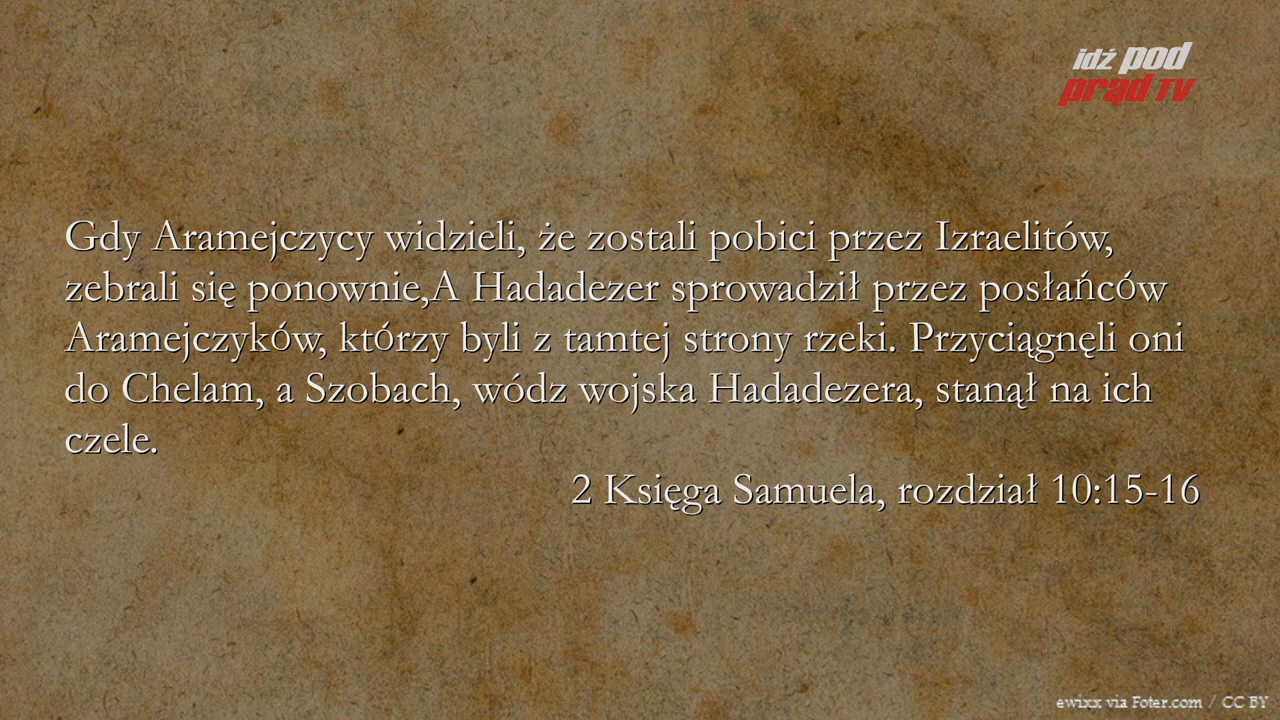 idź pod
prąd TV
Gdy Aramejczycy widzieli, że zostali pobici przez Izraelitów,
zebrali się ponownie,A Hadadezer sprowadził przez posłańców
Aramejczyków, którzy byli z tamtej strony rzeki. Przyciągnęli oni
do Chelam, a Szobach, wódz wojska Hadadezera, stanął na ich
czele.
2 Księga Samuela, rozdział 10:15-16
ewixx via Foter.com / CC BY